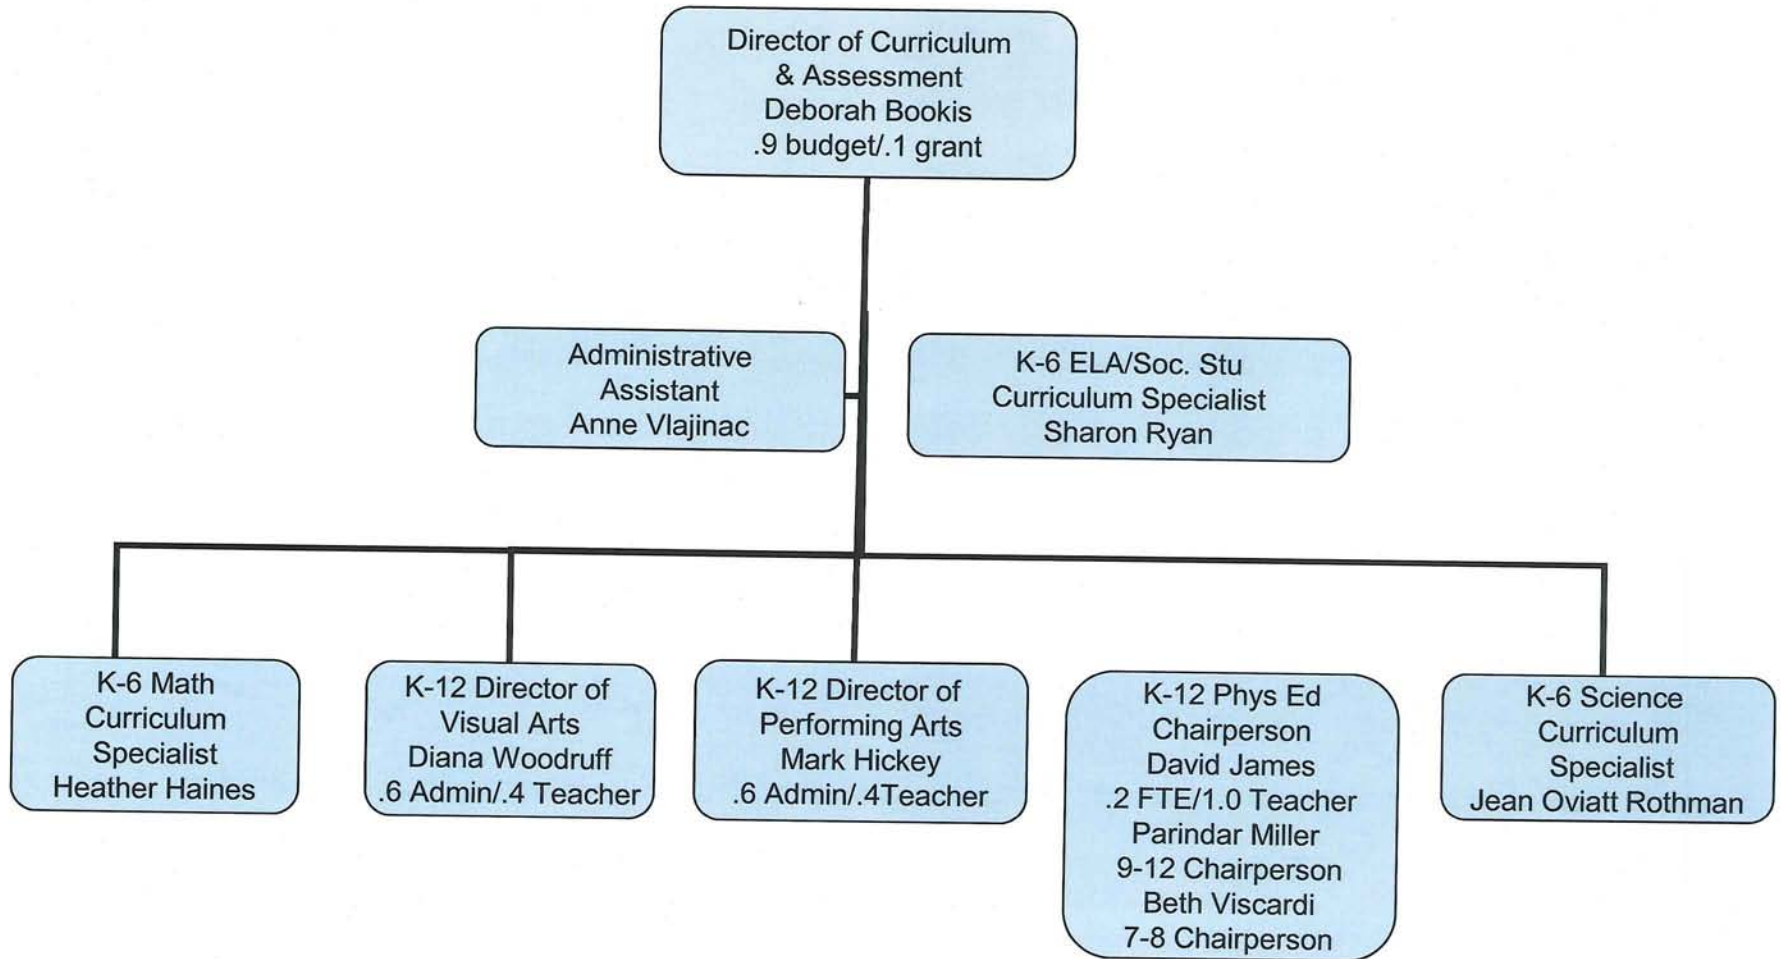 Director of Curriculum
& Assessment
Deborah Bookis
.9 budget/.1 grant
Administrative
Assistant
Anne Vlajinac
K-6 ELA/Soc. Stu
Curriculum Specialist
Sharon Ryan
K-6 Math
Curriculum
Specialist
Heather Haines
K-12 Director of
Visual Arts
Diana Woodruff
.6 Admin/.4 Teacher
K-12 Director of
Performing Arts
Mark Hickey
.6 Admin/.4Teacher
K-12 Phys Ed
Chairperson
David James
.2 FTE/1.0 Teacher
Parindar Miller
9-12 Chairperson
Beth Viscardi
7-8 Chairperson
K-6 Science
Curriculum
Specialist
Jean Oviatt Rothman